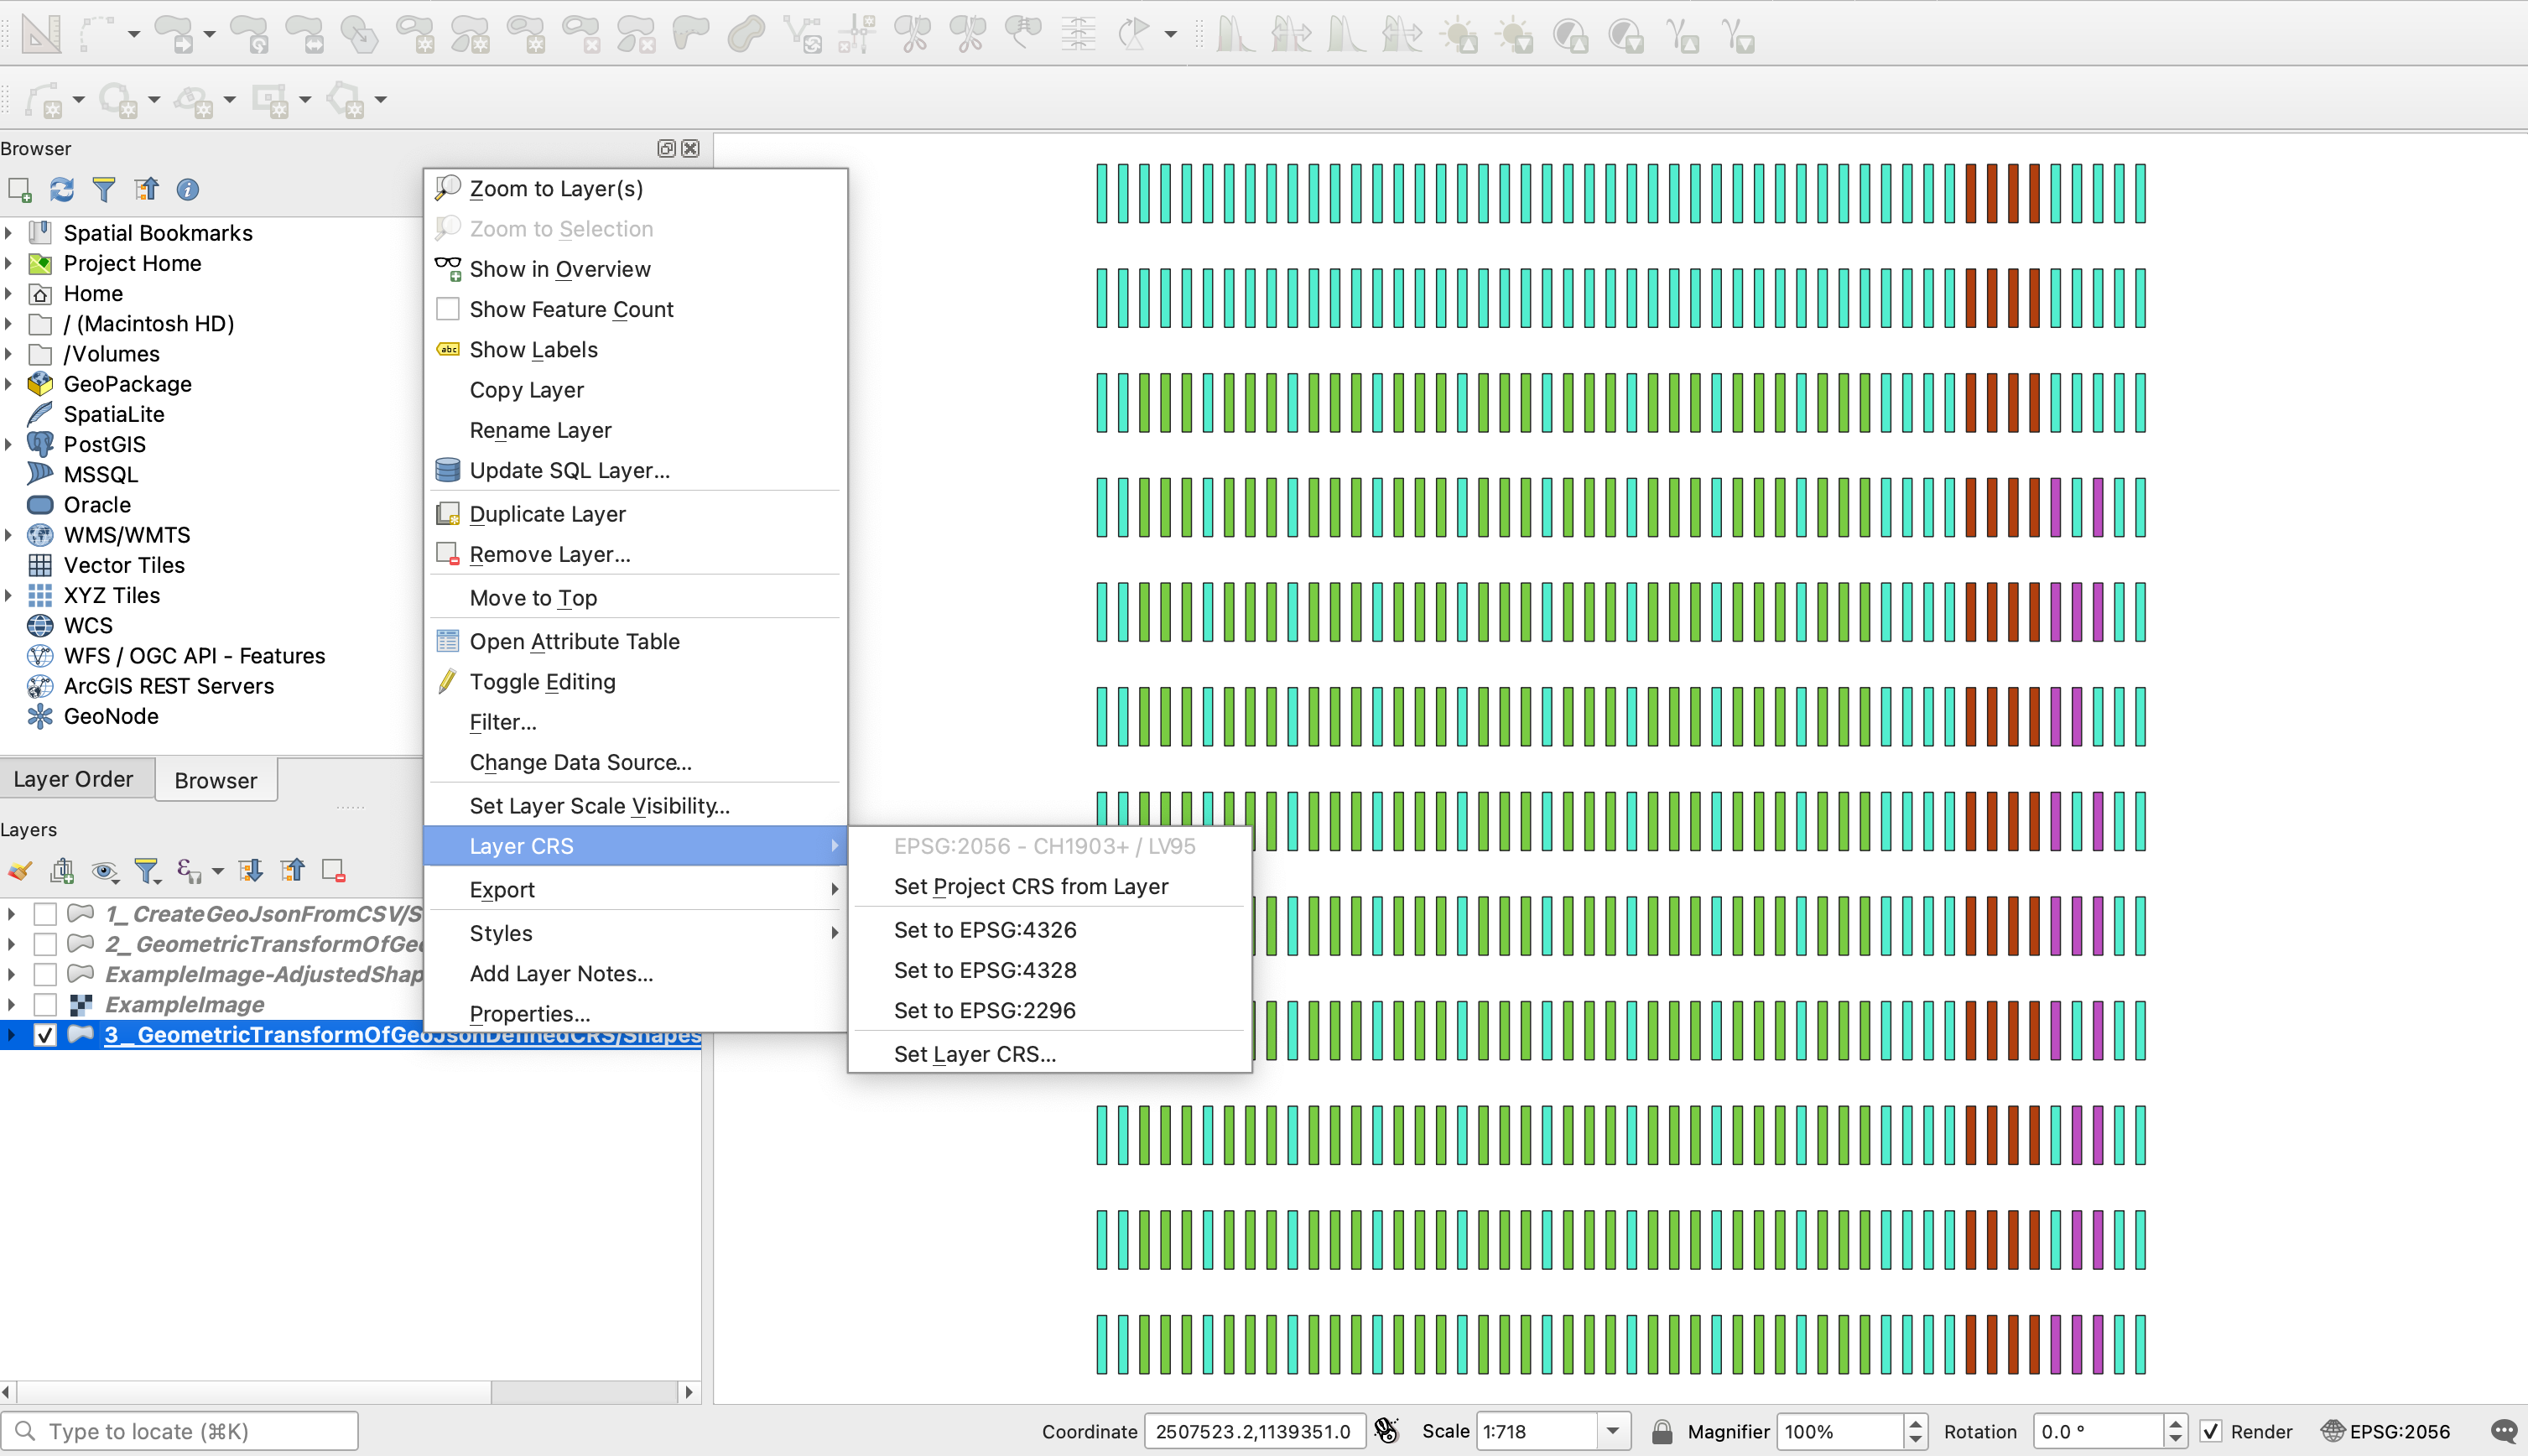 Browser
Spatial Bookmarks
Project Home
Home
/ (Macintosh HD)
/Volumes
GeoPackage
SpatiaLite
PostGIS
MSSQL
Oracle
WMS/WMTS
Vector Tiles
XYZ Tiles
WCS
WFS / OGC API - Features
ArcGIS REST Servers
GeoNode
Layer Order
Browser
Layers
1_CreateGeoJsonFromCSV/S
2_GeometricTransformOfGeo
ExampleImage-AdjustedShap
ExampleImage
3_GeometricTransformOfGeoJsonDefinedCRS/Shapes
Zoom to Layer(s)
Zoom to Selection
Show in Overview
Show Feature Count
abc Show Labels
Copy Layer
Rename Layer
Update SQL Layer...
Duplicate Layer
Remove Layer...
Move to Top
Open Attribute Table
Toggle Editing
Filter...
Change Data Source...
Set Layer Scale Visibility...
Layer CRS
Export
Styles
Add Layer Notes...
Properties...
EPSG:2056 - CH1903+ / LV95
Set Project CRS from Layer
Set to EPSG:4326
Set to EPSG:4328
Set to EPSG:2296
Set Layer CRS...
Type to locate (⌘K)
Coordinate 2507523.2,1139351.0
Scale 1:718
Magnifier 100%
Rotation 0.0 °
Render
EPSG:2056